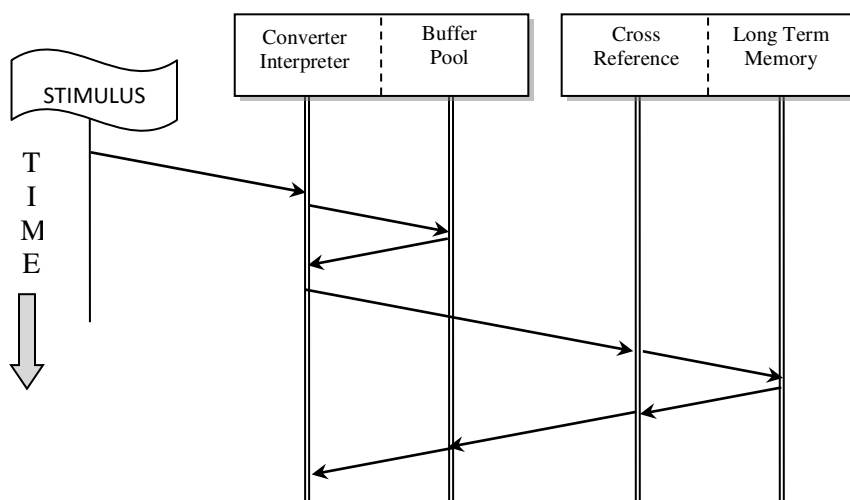 Converter
Interpreter
Buffer
Pool
Cross
Reference
Long Term
Memory
STIMULUS
T
I
M
E